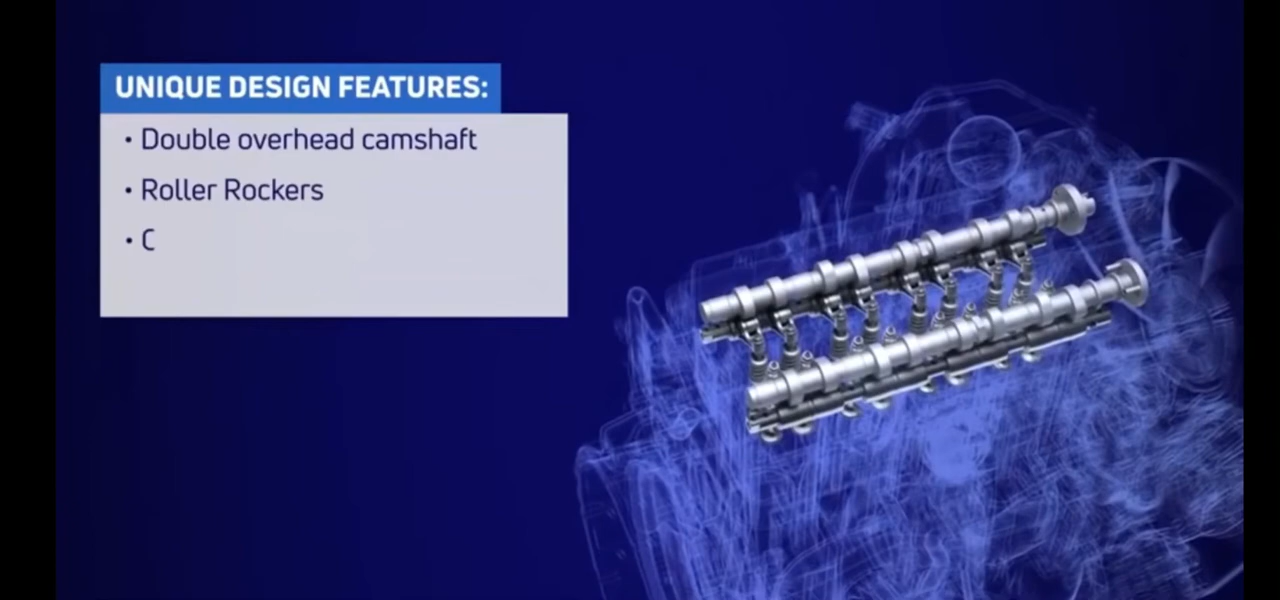 UNIQUE DESIGN FEATURES:
• Double overhead camshaft
• Roller Rockers
• C